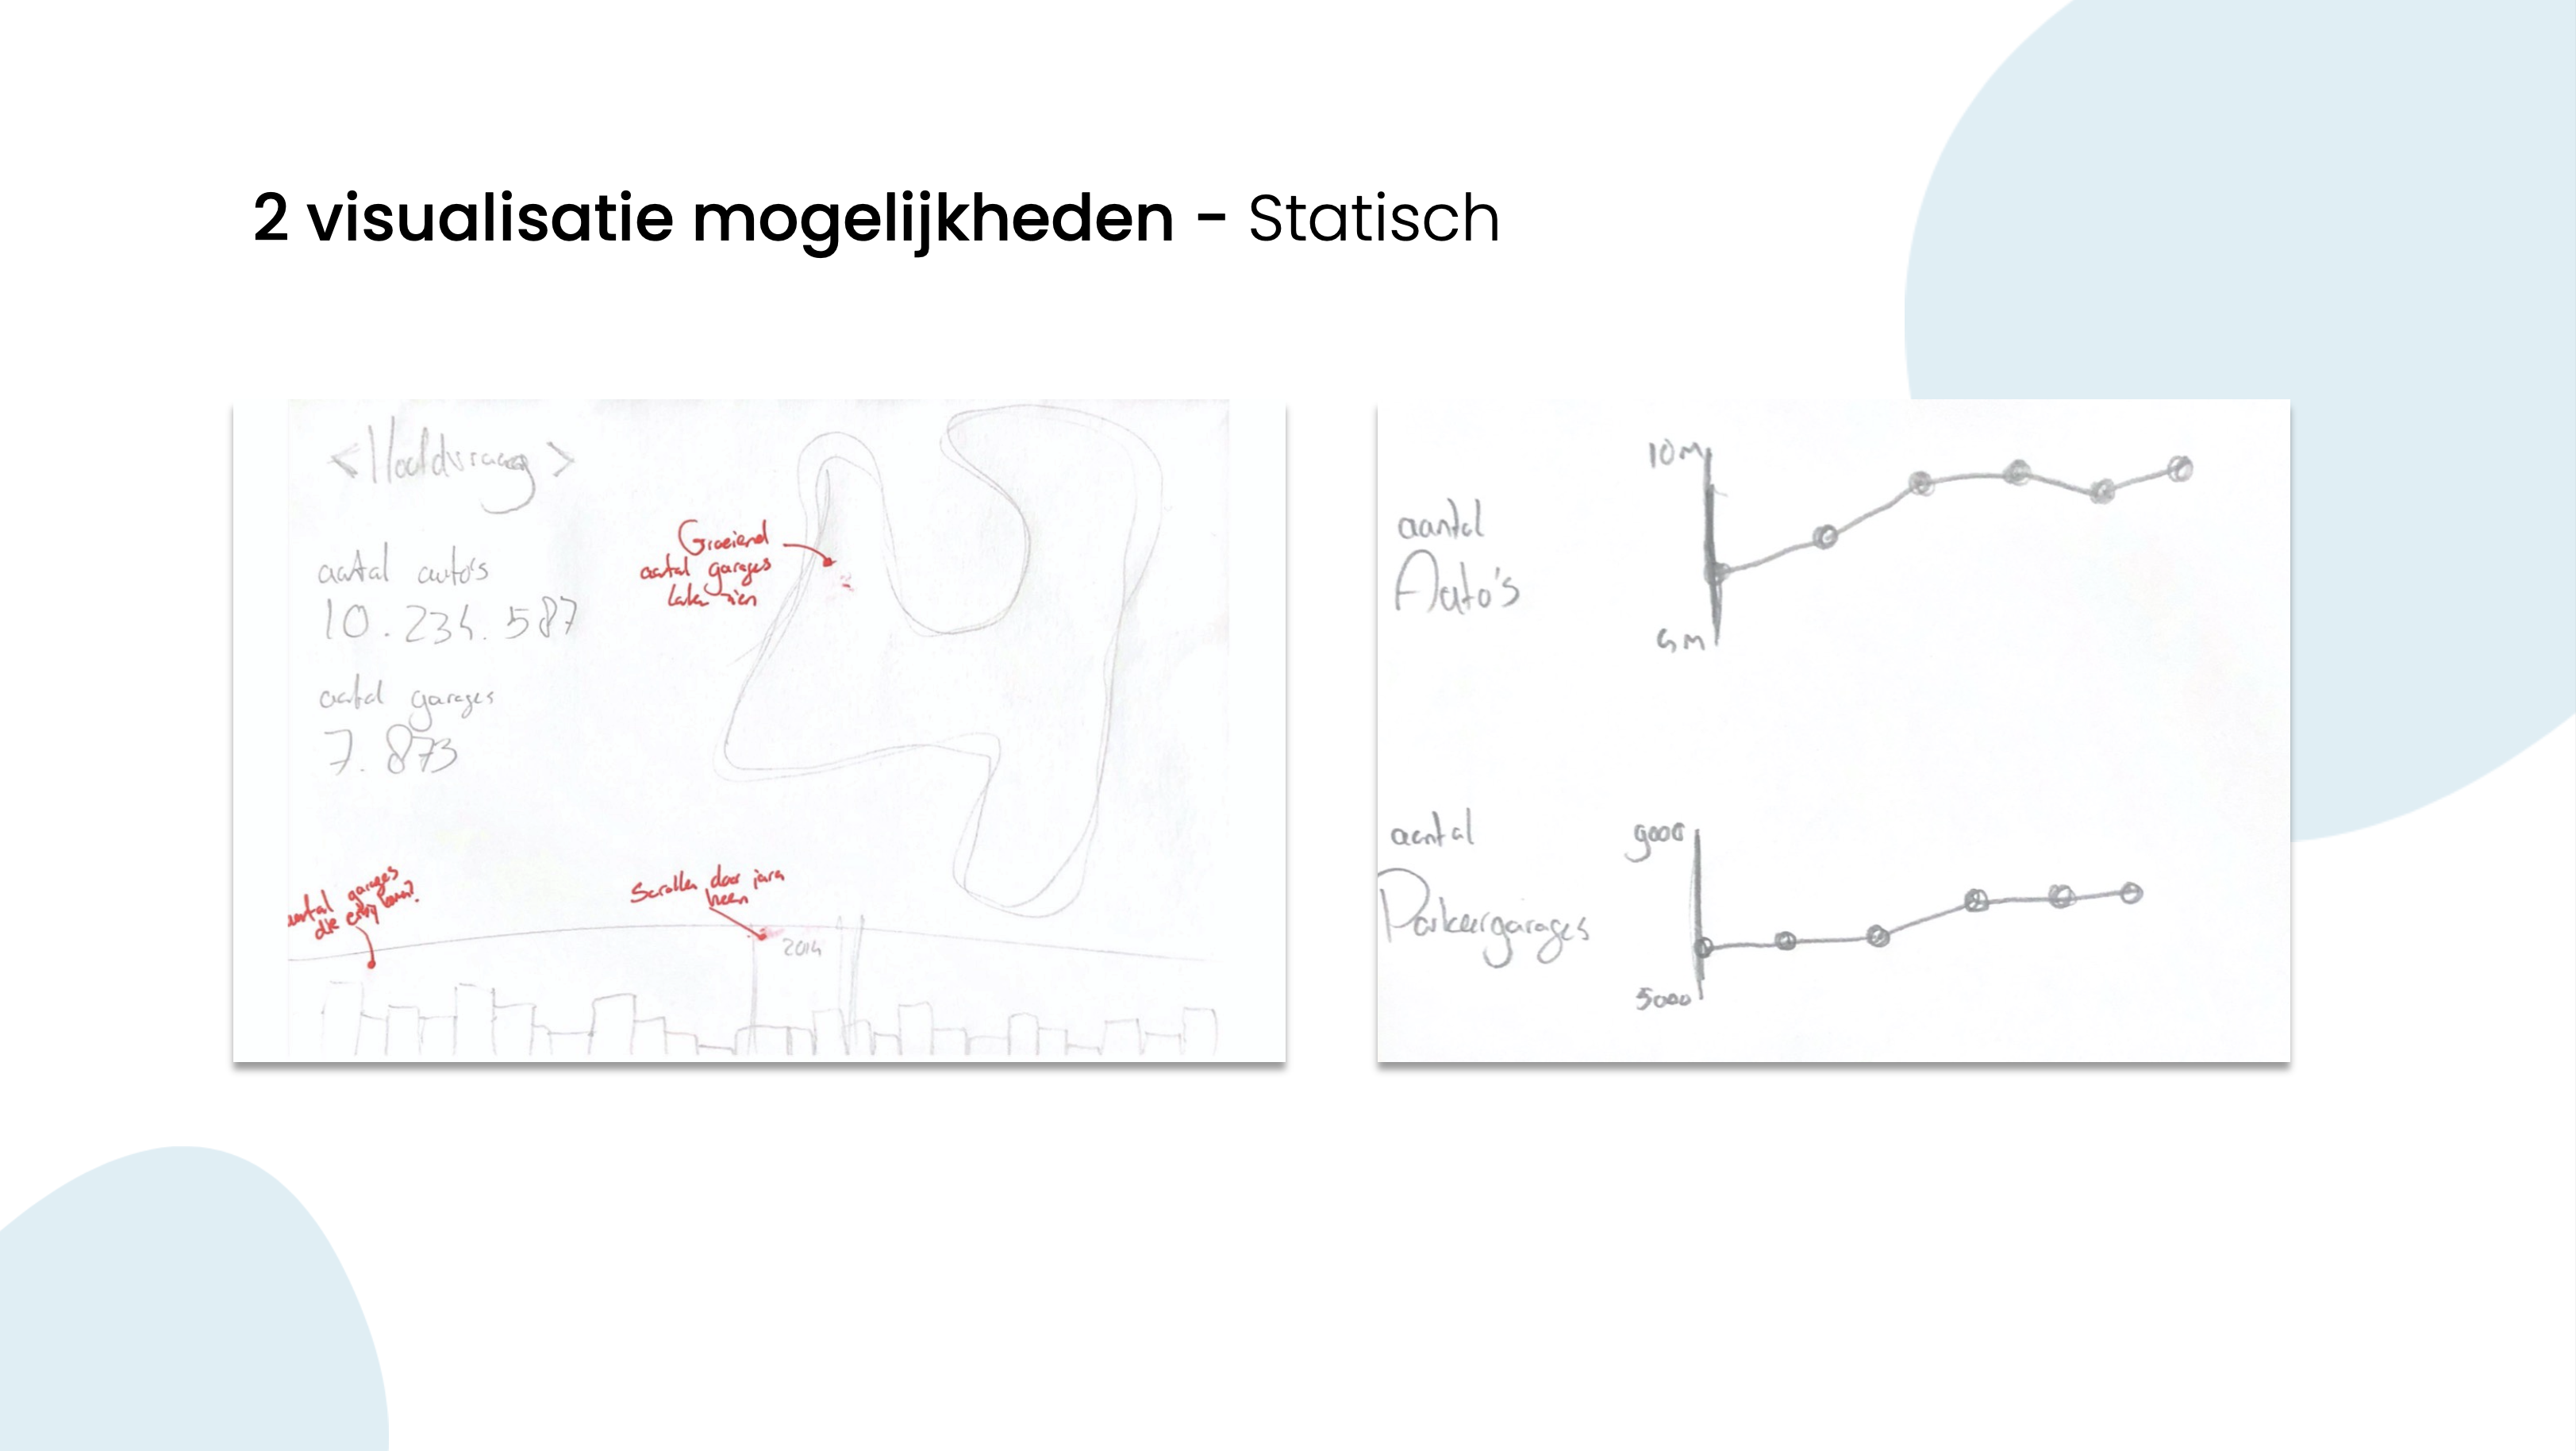 2 visualisatie mogelijkheden - Statisch
<Hoofdvraag>
aantal auto's
10.234.587
aantal garages
7.873
Groeiend
aantal garages
laten zien
aantal garages
die erbij komen?
Scrollen door jaren
heen
2014
aantal
Auto's
10M
aantal
Parkeergarages
9000
5000